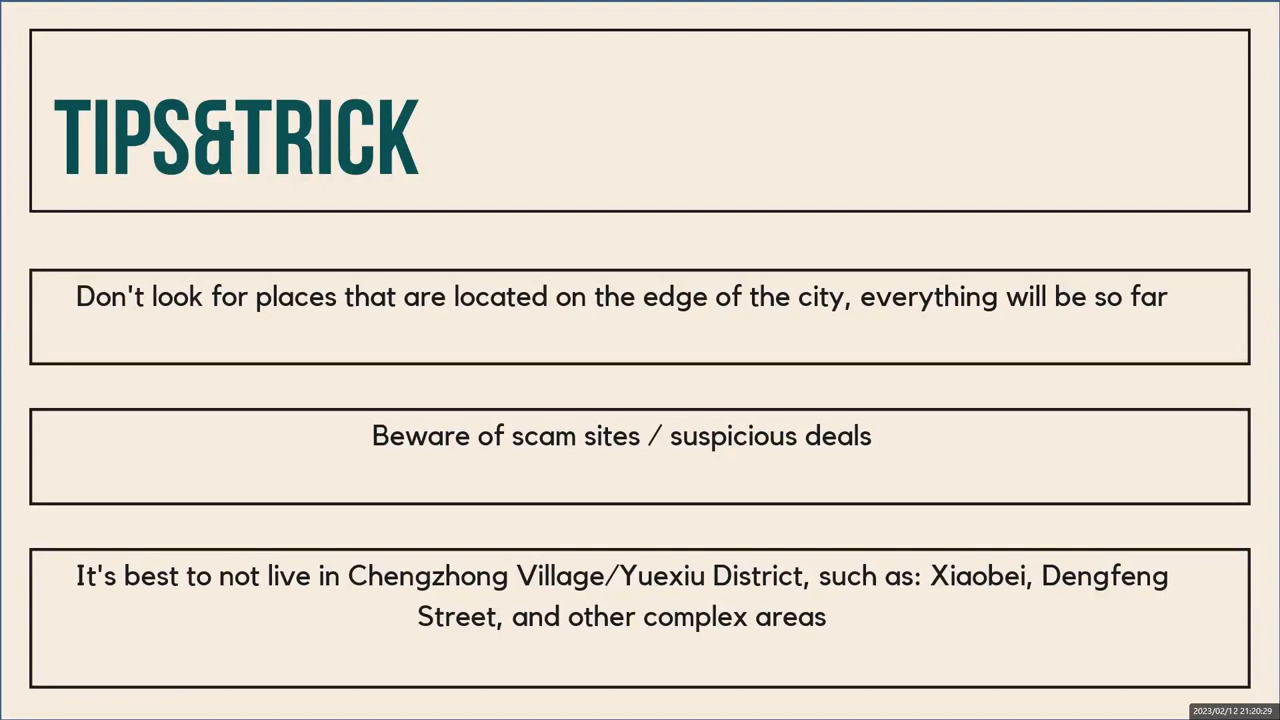 TIPS&TRICK
Don't look for places that are located on the edge of the city, everything will be so far
Beware of scam sites / suspicious deals
It's best to not live in Chengzhong Village/Yuexiu District, such as: Xiaobei, Dengfeng
Street, and other complex areas
2023/02/12 21:20:29